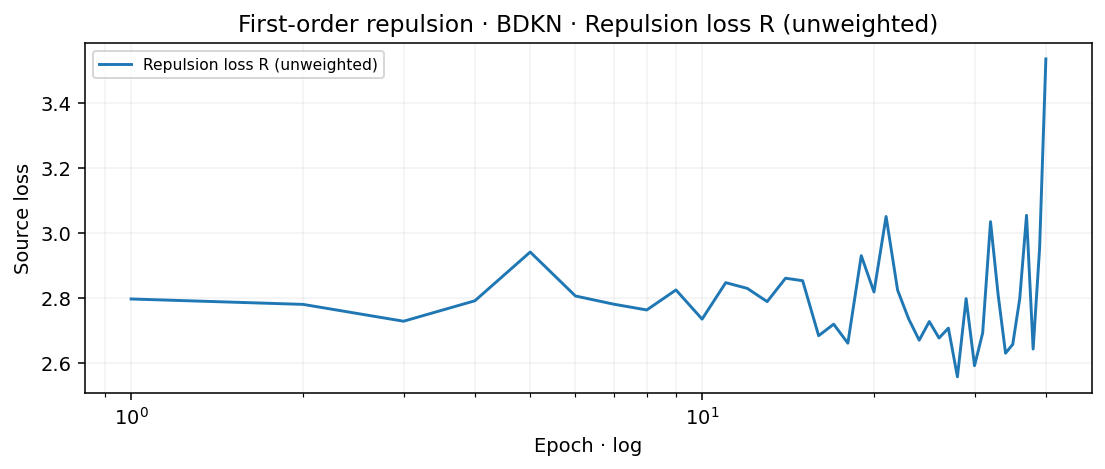 First-order repulsion · BDKN · Repulsion loss R (unweighted)
Repulsion loss R (unweighted)
Source loss
3.4
3.2
3.0
2.8
2.6
10⁰
10¹
Epoch · log